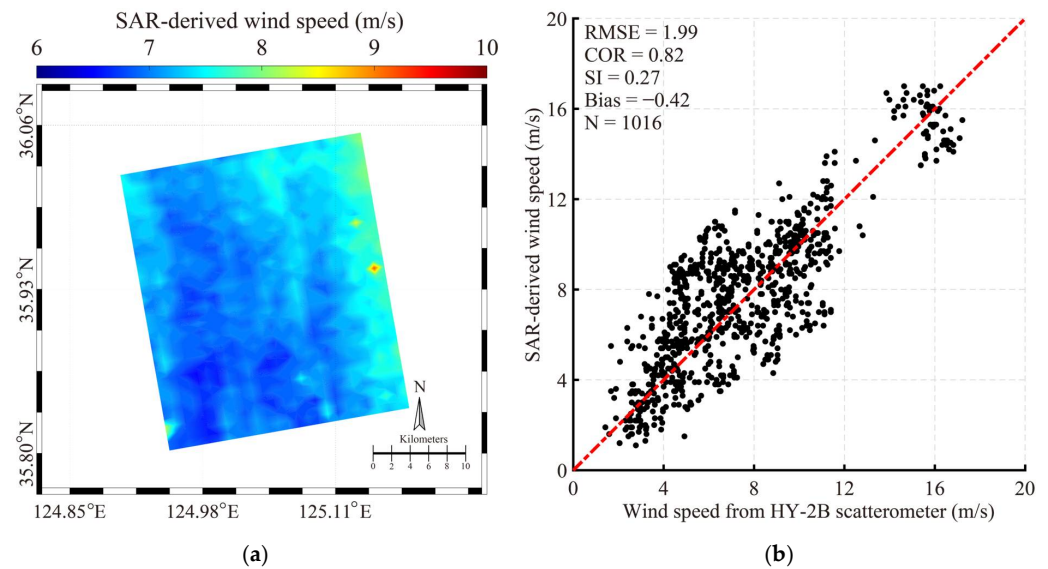 SAR-derived wind speed (m/s)
6 7 8 9 10
36.06°N
35.93°N
35.80°N
N
Kilometers
0 2 4 6 8 10
124.85°E 124.98°E 125.11°E
(a)
RMSE = 1.99
COR = 0.82
SI = 0.27
Bias = −0.42
N = 1016
SAR-derived wind speed (m/s)
20
16
12
8
4
0
0 4 8 12 16 20
Wind speed from HY-2B scatterometer (m/s)
(b)